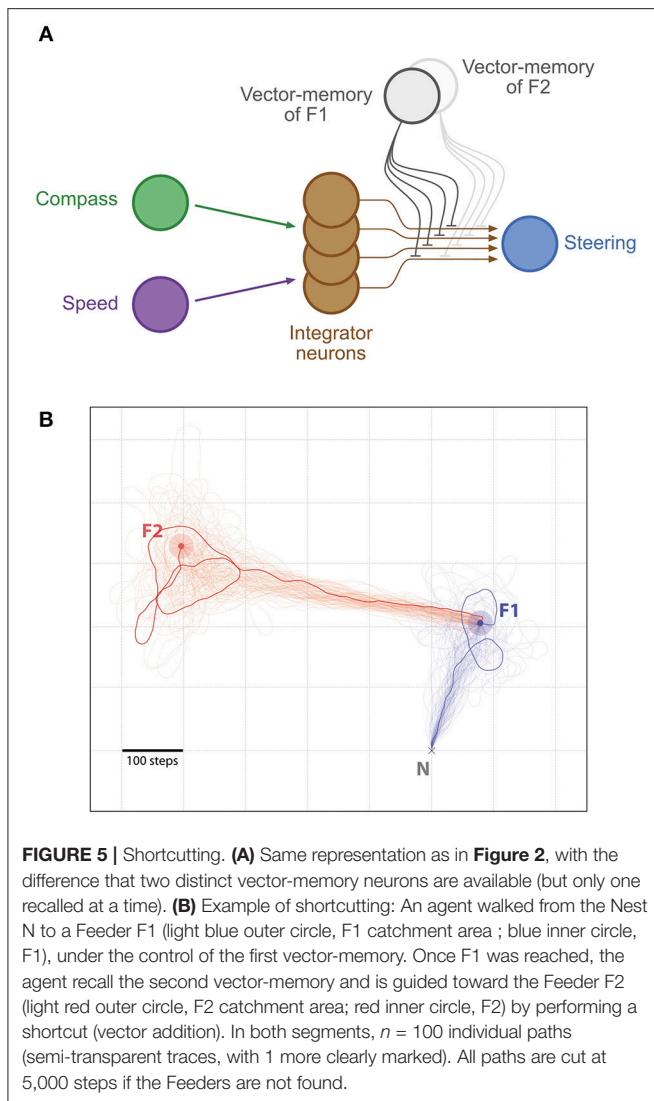 A
Vector-memory
of F1
Vector-memory
of F2
Compass
Speed
Integrator
neurons
Steering
B
F2
F1
100 steps
N
FIGURE 5 | Shortcutting. (A) Same representation as in Figure 2, with the
difference that two distinct vector-memory neurons are available (but only one
recalled at a time). (B) Example of shortcutting: An agent walked from the Nest
N to a Feeder F1 (light blue outer circle, F1 catchment area ; blue inner circle,
F1), under the control of the first vector-memory. Once F1 was reached, the
agent recall the second vector-memory and is guided toward the Feeder F2
(light red outer circle, F2 catchment area; red inner circle, F2) by performing a
shortcut (vector addition). In both segments, n = 100 individual paths
(semi-transparent traces, with 1 more clearly marked). All paths are cut at
5,000 steps if the Feeders are not found.